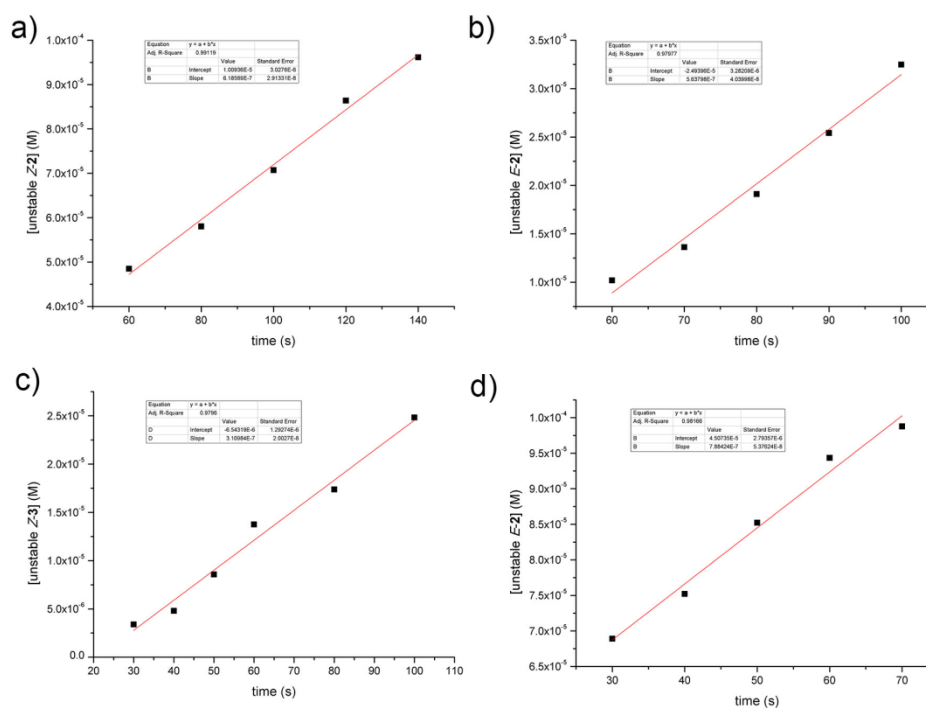 a)
Equation y = a + b*x
Adj. R-Square 0.99119
Value Standard Error
B Intercept 1.00936E-5 3.0276E-6
B Slope 6.18589E-7 2.91331E-8
1.0x10⁻⁴
9.0x10⁻⁵
8.0x10⁻⁵
7.0x10⁻⁵
6.0x10⁻⁵
5.0x10⁻⁵
4.0x10⁻⁵
[unstable Z-2] (M)
60 80 100 120 140
time (s)
b)
Equation y = a + b*x
Adj. R-Square 0.97977
Value Standard Error
B Intercept -2.49396E-5 3.28209E-6
B Slope 5.63798E-7 4.03998E-8
3.5x10⁻⁵
3.0x10⁻⁵
2.5x10⁻⁵
2.0x10⁻⁵
1.5x10⁻⁵
1.0x10⁻⁵
[unstable E-2] (M)
60 70 80 90 100
time (s)
c)
Equation y = a + b*x
Adj. R-Square 0.9796
Value Standard Error
D Intercept -6.54319E-6 1.29274E-6
D Slope 3.10984E-7 2.0027E-8
2.5x10⁻⁵
2.0x10⁻⁵
1.5x10⁻⁵
1.0x10⁻⁵
5.0x10⁻⁶
0.0
[unstable Z-3] (M)
20 30 40 50 60 70 80 90 100 110
time (s)
d)
Equation y = a + b*x
Adj. R-Square 0.98166
Value Standard Error
B Intercept 4.50735E-5 2.79357E-6
B Slope 7.88424E-7 5.37624E-8
1.0x10⁻⁴
9.5x10⁻⁵
9.0x10⁻⁵
8.5x10⁻⁵
8.0x10⁻⁵
7.5x10⁻⁵
7.0x10⁻⁵
6.5x10⁻⁵
[unstable E-2] (M)
30 40 50 60 70
time (s)